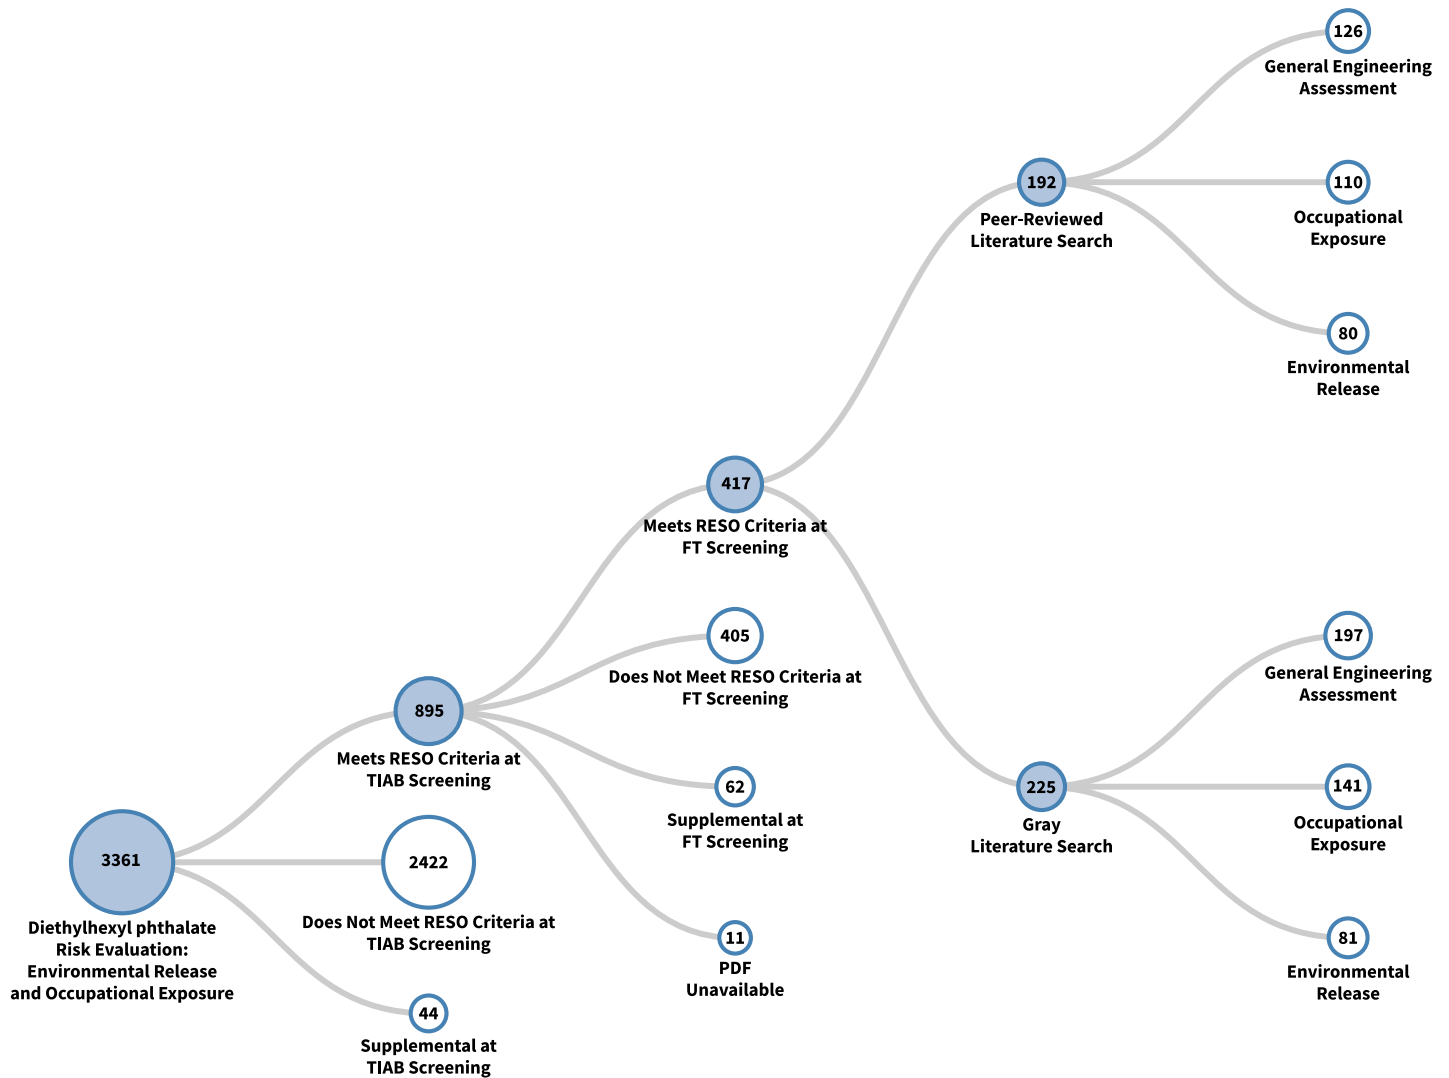 3361
Diethylhexyl phthalate
Risk Evaluation:
Environmental Release
and Occupational Exposure
895
Meets RESO Criteria at
TIAB Screening
2422
Does Not Meet RESO Criteria at
TIAB Screening
44
Supplemental at
TIAB Screening
417
Meets RESO Criteria at
FT Screening
405
Does Not Meet RESO Criteria at
FT Screening
62
Supplemental at
FT Screening
11
PDF
Unavailable
192
Peer-Reviewed
Literature Search
225
Gray
Literature Search
126
General Engineering
Assessment
110
Occupational
Exposure
80
Environmental
Release
197
General Engineering
Assessment
141
Occupational
Exposure
81
Environmental
Release